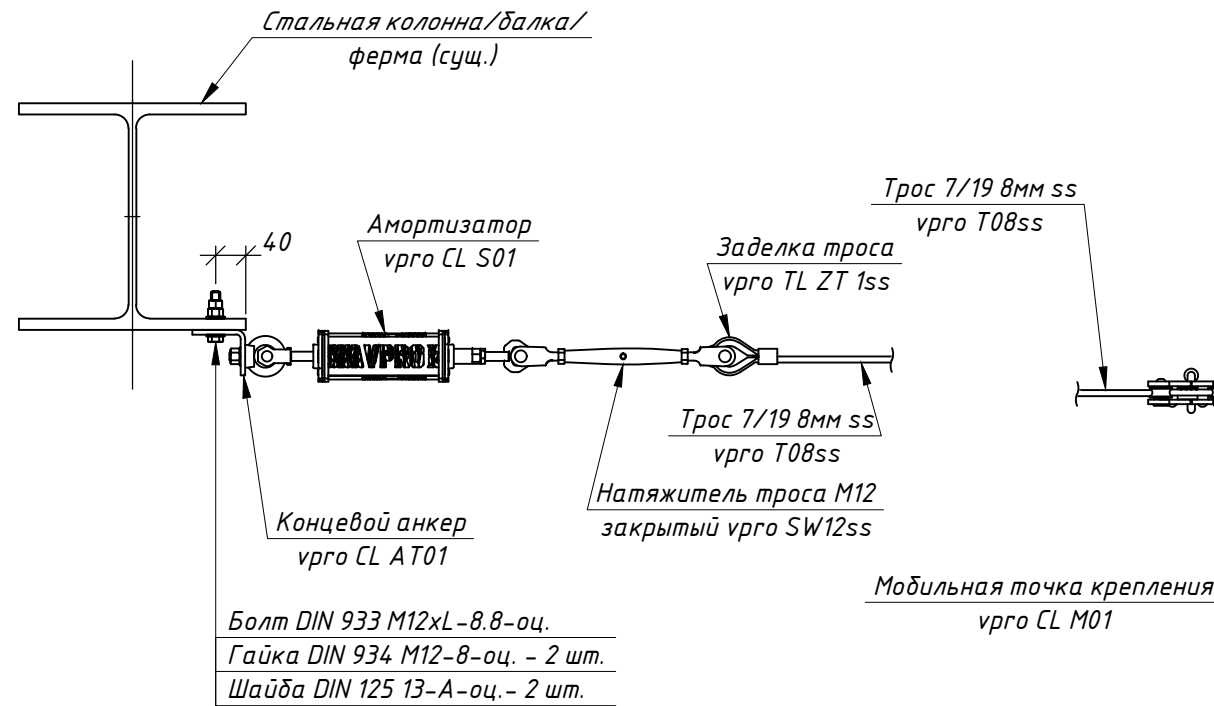 Стальная колонна/балка/
ферма (сущ.)
40
Амортизатор
vpro CL S01
Заделка троса
vpro TL ZT 1ss
Трос 7/19 8мм ss
vpro T08ss
VPRO
Трос 7/19 8мм ss
vpro T08ss
Натяжитель троса М12
закрытый vpro SW12ss
Концевой анкер
vpro CL AT01
Мобильная точка крепления
vpro CL M01
Болт DIN 933 M12xL-8.8-оц.
Гайка DIN 934 M12-8-оц. - 2 шт.
Шайба DIN 125 13-А-оц.- 2 шт.